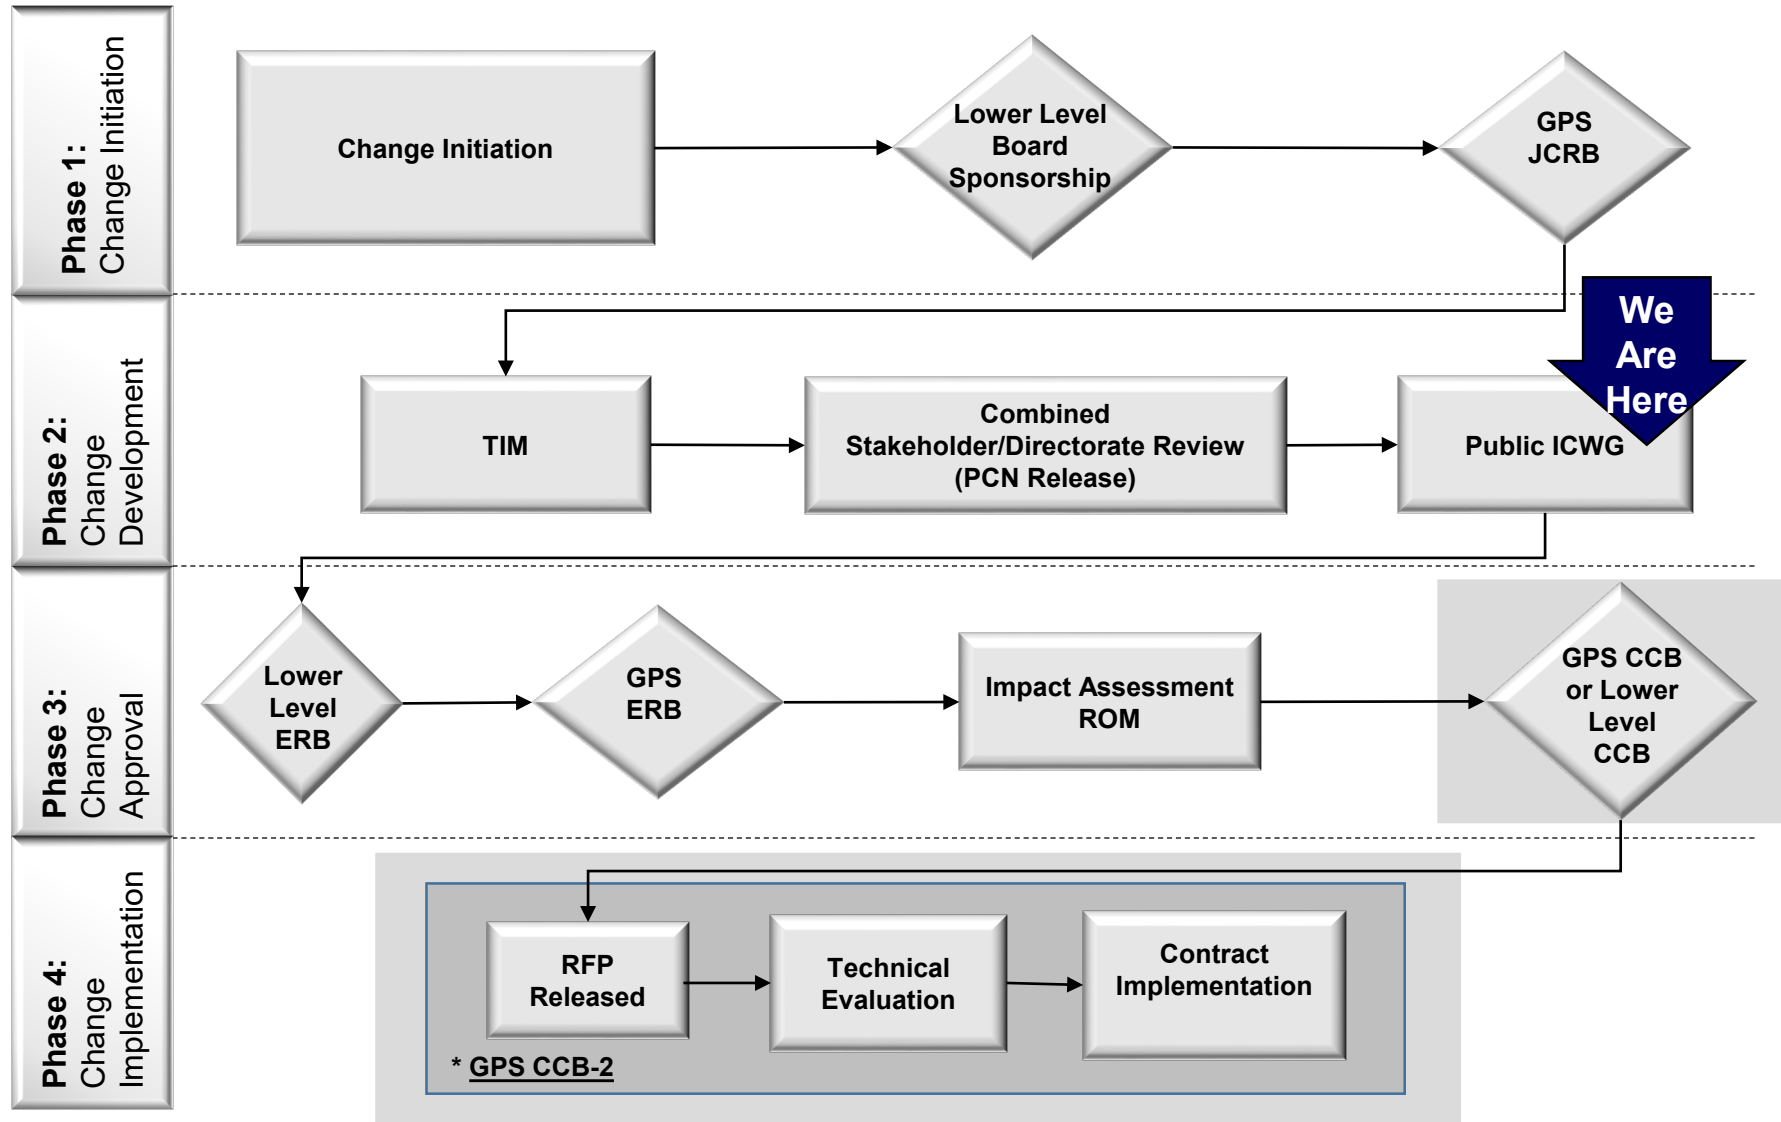 Phase 1:
Change Initiation
Change Initiation
Lower Level
Board
Sponsorship
GPS
JCRB
We
Are
Here
Phase 2:
Change
Development
TIM
Combined
Stakeholder/Directorate Review
(PCN Release)
Public ICWG
Phase 3:
Change
Approval
Lower
Level
ERB
GPS
ERB
Impact Assessment
ROM
GPS CCB
or Lower
Level
CCB
Phase 4:
Change
Implementation
RFP
Released
Technical
Evaluation
Contract
Implementation
* GPS CCB-2